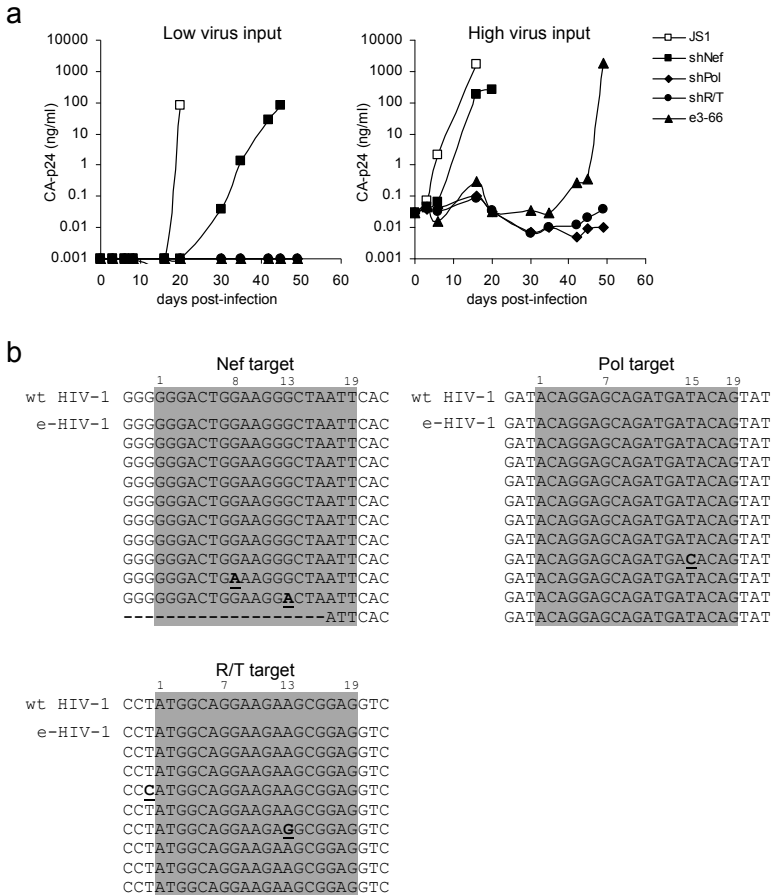 a
Low virus input
10000
1000
100
10
1
0.1
0.01
0.001
CA-p24 (ng/ml)
0 10 20 30 40 50 60
days post-infection
High virus input
10000
1000
100
10
1
0.1
0.01
0.001
CA-p24 (ng/ml)
0 10 20 30 40 50 60
days post-infection
JS1
shNef
shPol
shR/T
e3-66
b
Nef target
1 8 13 19
wt HIV-1 GGGGGGACTGGAAGGGCTAATTCAC
e-HIV-1 GGGGGGACTGGAAGGGCTAATTCAC
GGGGGGACTGGAAGGGCTAATTCAC
GGGGGGACTGGAAGGGCTAATTCAC
GGGGGGACTGGAAGGGCTAATTCAC
GGGGGGACTGGAAGGGCTAATTCAC
GGGGGGACTGGAAGGGCTAATTCAC
GGGGGGACTGGAAGGGCTAATTCAC
GGGGGGACTGGAAGGGCTAATTCAC
GGGGGGACTGAAAGGGCTAATTCAC
GGGGGGACTGGAAGGACTAATTCAC
-------------------ATTCAC
Pol target
1 7 15 19
wt HIV-1 GATACAGGAGCAGATGATACAGTAT
e-HIV-1 GATACAGGAGCAGATGATACAGTAT
GATACAGGAGCAGATGATACAGTAT
GATACAGGAGCAGATGATACAGTAT
GATACAGGAGCAGATGATACAGTAT
GATACAGGAGCAGATGATACAGTAT
GATACAGGAGCAGATGATACAGTAT
GATACAGGAGCAGATGATACAGTAT
GATACAGGAGCAGATGACACAGTAT
GATACAGGAGCAGATGATACAGTAT
GATACAGGAGCAGATGATACAGTAT
GATACAGGAGCAGATGATACAGTAT
R/T target
1 7 13 19
wt HIV-1 CCTATGGCAGGAAGAAGCGGAGGTC
e-HIV-1 CCTATGGCAGGAAGAAGCGGAGGTC
CCTATGGCAGGAAGAAGCGGAGGTC
CCTATGGCAGGAAGAAGCGGAGGTC
CCCATGGCAGGAAGAAGCGGAGGTC
CCTATGGCAGGAAGAAGCGGAGGTC
CCTATGGCAGGAAGAGGCGGAGGTC
CCTATGGCAGGAAGAAGCGGAGGTC
CCTATGGCAGGAAGAAGCGGAGGTC
CCTATGGCAGGAAGAAGCGGAGGTC